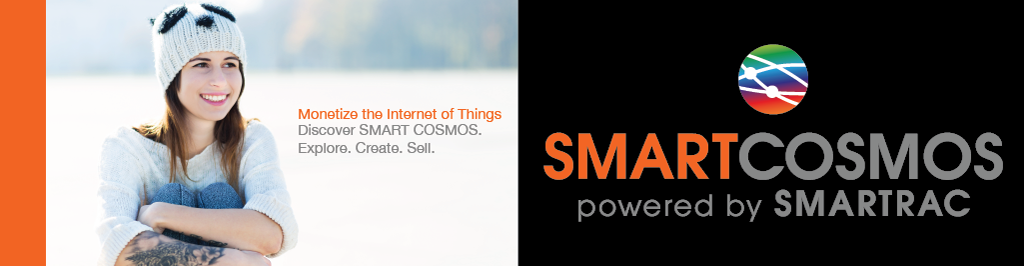 Monetize the Internet of Things
Discover SMART COSMOS.
Explore. Create. Sell.
SMARTCOSMOS
powered by SMARTRAC